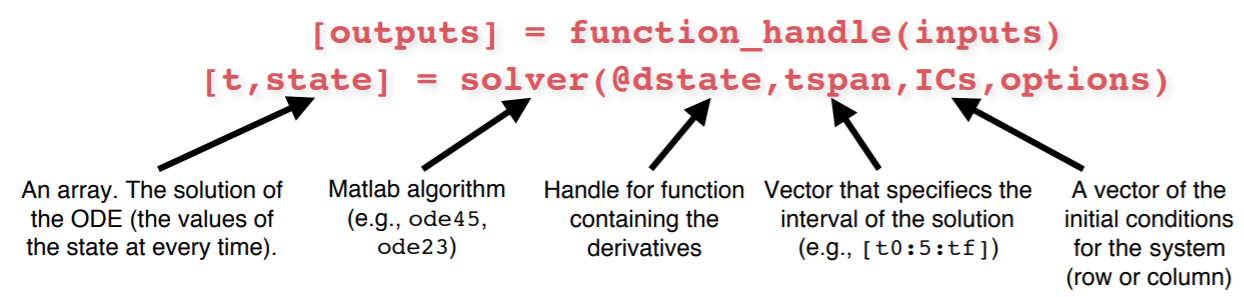 [outputs] = function_handle(inputs)
[t,state] = solver(@dstate,tspan,ICs,options)
An array. The solution of
the ODE (the values of
the state at every time).
Matlab algorithm
(e.g., ode45,
ode23)
Handle for function
containing the
derivatives
Vector that specifiecs the
interval of the solution
(e.g., [t0:5:tf])
A vector of the
initial conditions
for the system
(row or column)